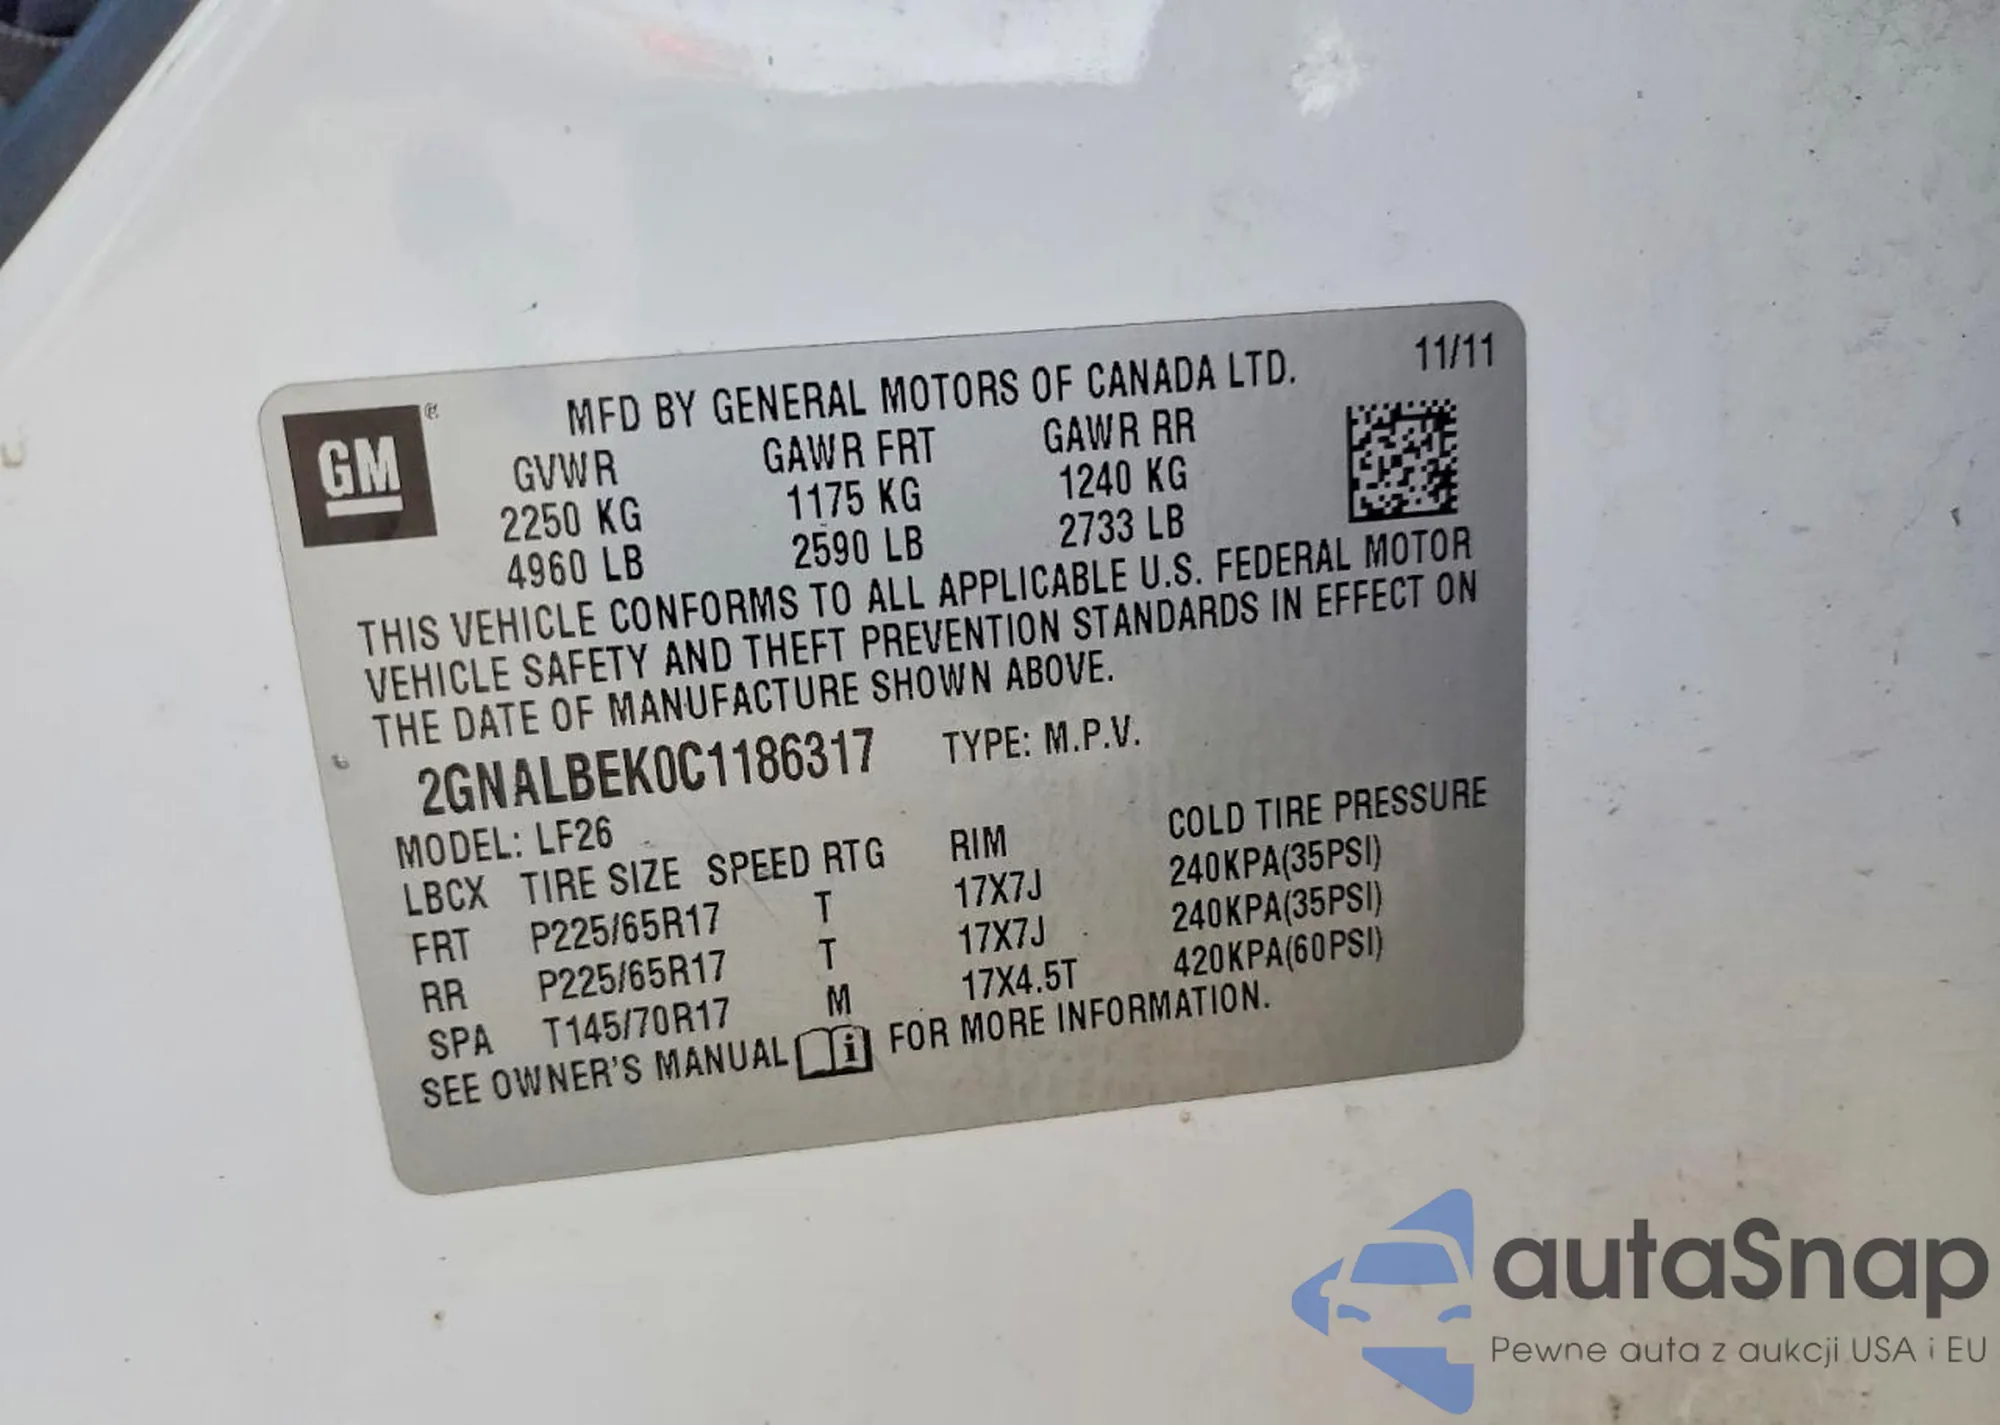 MFD BY GENERAL MOTORS OF CANADA LTD. 11/11
GM ®
GVWR GAWR FRT GAWR RR
2250 KG 1175 KG 1240 KG
4960 LB 2590 LB 2733 LB
THIS VEHICLE CONFORMS TO ALL APPLICABLE U.S. FEDERAL MOTOR
VEHICLE SAFETY AND THEFT PREVENTION STANDARDS IN EFFECT ON
THE DATE OF MANUFACTURE SHOWN ABOVE.
2GNALBEK0C1186317 TYPE: M.P.V.
MODEL: LF26
LBCX TIRE SIZE SPEED RTG RIM COLD TIRE PRESSURE
FRT P225/65R17 T 17X7J 240KPA(35PSI)
RR P225/65R17 T 17X7J 240KPA(35PSI)
SPA T145/70R17 M 17X4.5T 420KPA(60PSI)
SEE OWNER'S MANUAL i FOR MORE INFORMATION.
autaSnap
Pewne auta z aukcji USA i EU